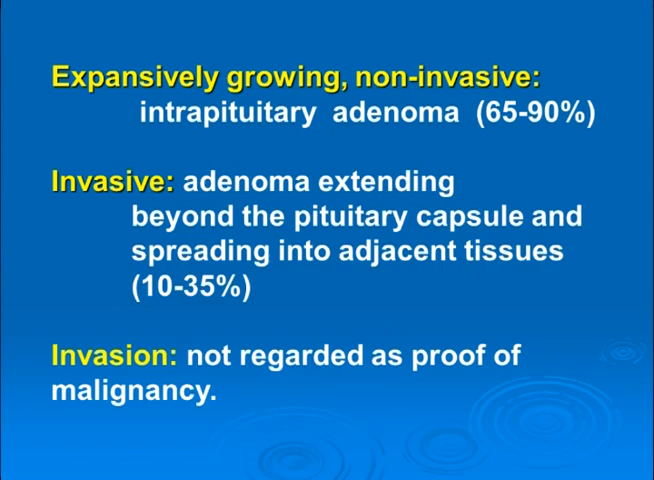 Expansively growing, non-invasive:
intrapituitary adenoma (65-90%)
Invasive: adenoma extending
beyond the pituitary capsule and
spreading into adjacent tissues
(10-35%)
Invasion: not regarded as proof of
malignancy.